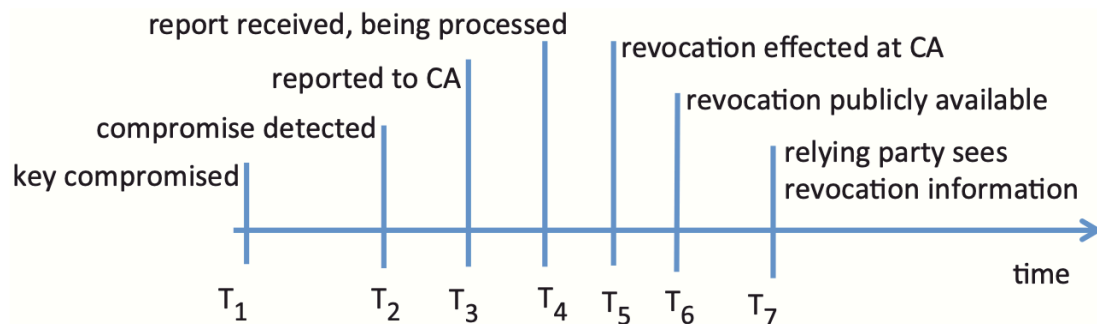 report received, being processed
revocation effected at CA
reported to CA
revocation publicly available
compromise detected
relying party sees
revocation information
key compromised
time
T1 T2 T3 T4 T5 T6 T7